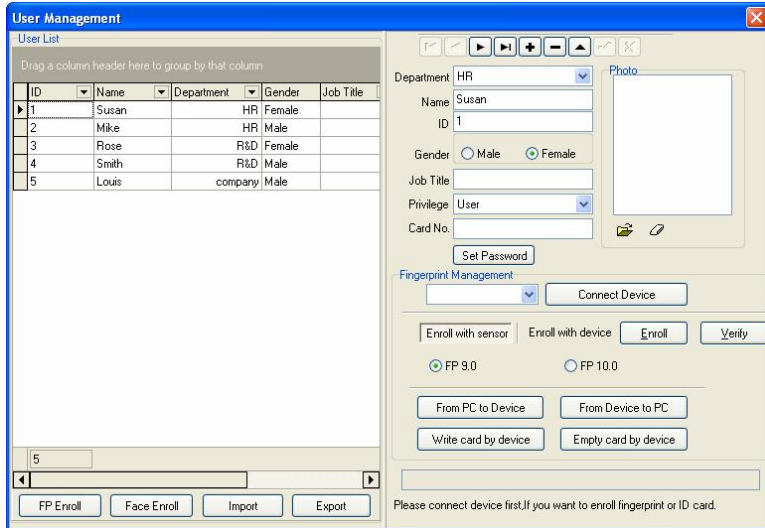 User Management
User List
Drag a column header here to group by that column
ID Name Department Gender Job Title
1 Susan HR Female
2 Mike HR Male
3 Rose R&D Female
4 Smith R&D Male
5 Louis company Male
5
FP Enroll Face Enroll Import Export
Department HR
Name Susan
ID 1
Gender Male Female
Job Title
Privilege User
Card No.
Set Password
Photo
Fingerprint Management
Connect Device
Enroll with sensor Enroll with device Enroll Verify
FP 9.0 FP 10.0
From PC to Device From Device to PC
Write card by device Empty card by device
Please connect device first,If you want to enroll fingerprint or ID card.